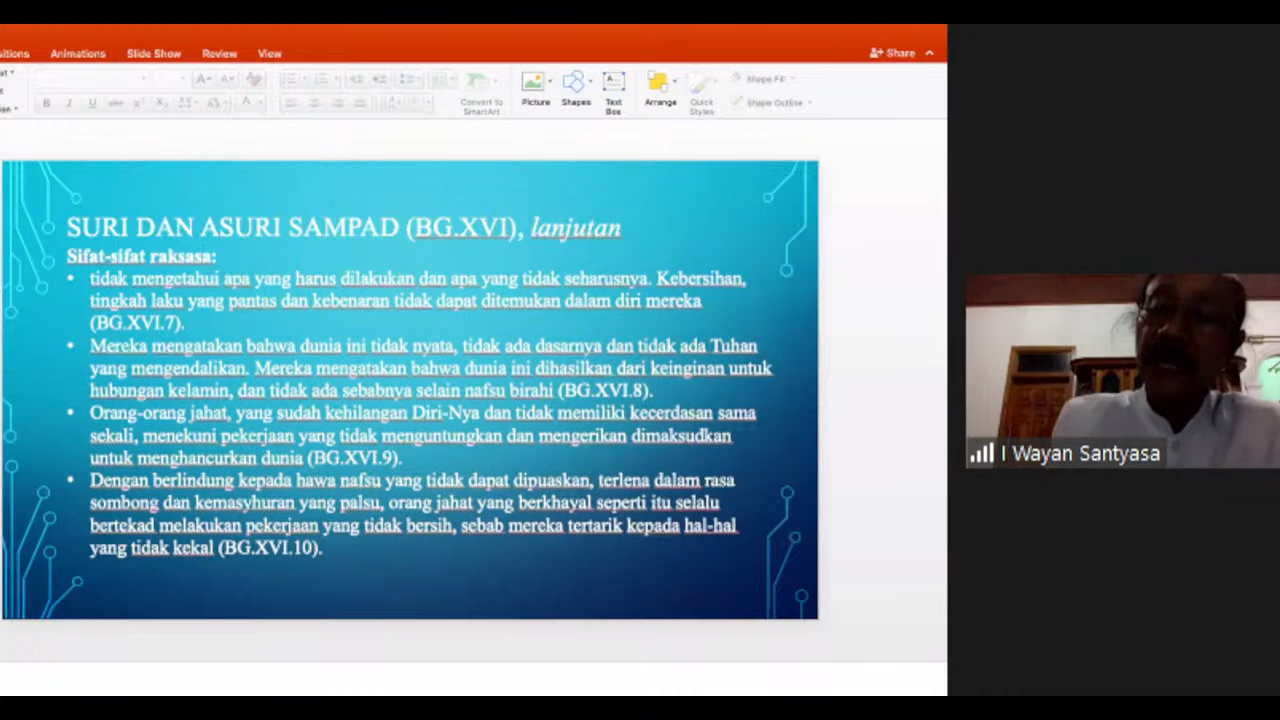 sitions Animations Slide Show Review View Share
Convert to SmartArt
Picture
Shapes
Text Box
Arrange
Quick Styles
Shape Fill
Shape Outline
SURI DAN ASURI SAMPAD (BG.XVI), lanjutan
Sifat-sifat raksasa:
• tidak mengetahui apa yang harus dilakukan dan apa yang tidak seharusnya. Kebersihan,
tingkah laku yang pantas dan kebenaran tidak dapat ditemukan dalam diri mereka
(BG.XVI.7).
• Mereka mengatakan bahwa dunia ini tidak nyata, tidak ada dasarnya dan tidak ada Tuhan
yang mengendalikan. Mereka mengatakan bahwa dunia ini dihasilkan dari keinginan untuk
hubungan kelamin, dan tidak ada sebabnya selain nafsu birahi (BG.XVI.8).
• Orang-orang jahat, yang sudah kehilangan Diri-Nya dan tidak memiliki kecerdasan sama
sekali, menekuni pekerjaan yang tidak menguntungkan dan mengerikan dimaksudkan
untuk menghancurkan dunia (BG.XVI.9).
• Dengan berlindung kepada hawa nafsu yang tidak dapat dipuaskan, terlena dalam rasa
sombong dan kemasyhuran yang palsu, orang jahat yang berkhayal seperti itu selalu
bertekad melakukan pekerjaan yang tidak bersih, sebab mereka tertarik kepada hal-hal
yang tidak kekal (BG.XVI.10).
I Wayan Santyasa